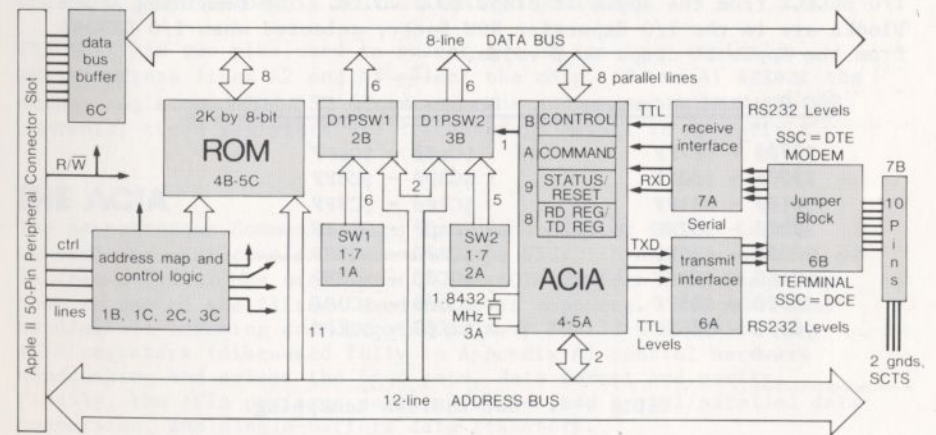 8-line DATA BUS
Apple II 50-Pin Peripheral Connector Slot
data
bus
buffer
6C
R/W̅
ctrl
lines
address map and
control logic
1B, 1C, 2C, 3C
8
2K by 8-bit
ROM
4B-5C
11
6
D1PSW1
2B
6
D1PSW2
3B
6
2
5
SW1
1-7
1A
SW2
1-7
2A
1.8432
MHz
3A
1
8 parallel lines
B CONTROL
A COMMAND
9 STATUS/
RESET
8 RD REG/
TD REG
ACIA
4-5A
2
TTL
RXD
receive
interface
7A
Serial
TXD
transmit
interface
6A
TTL
Levels
RS232 Levels
SSC=DTE
MODEM
Jumper
Block
6B
TERMINAL
SSC=DCE
RS232 Levels
7B
10
Pins
2 gnds,
SCTS
12-line ADDRESS BUS